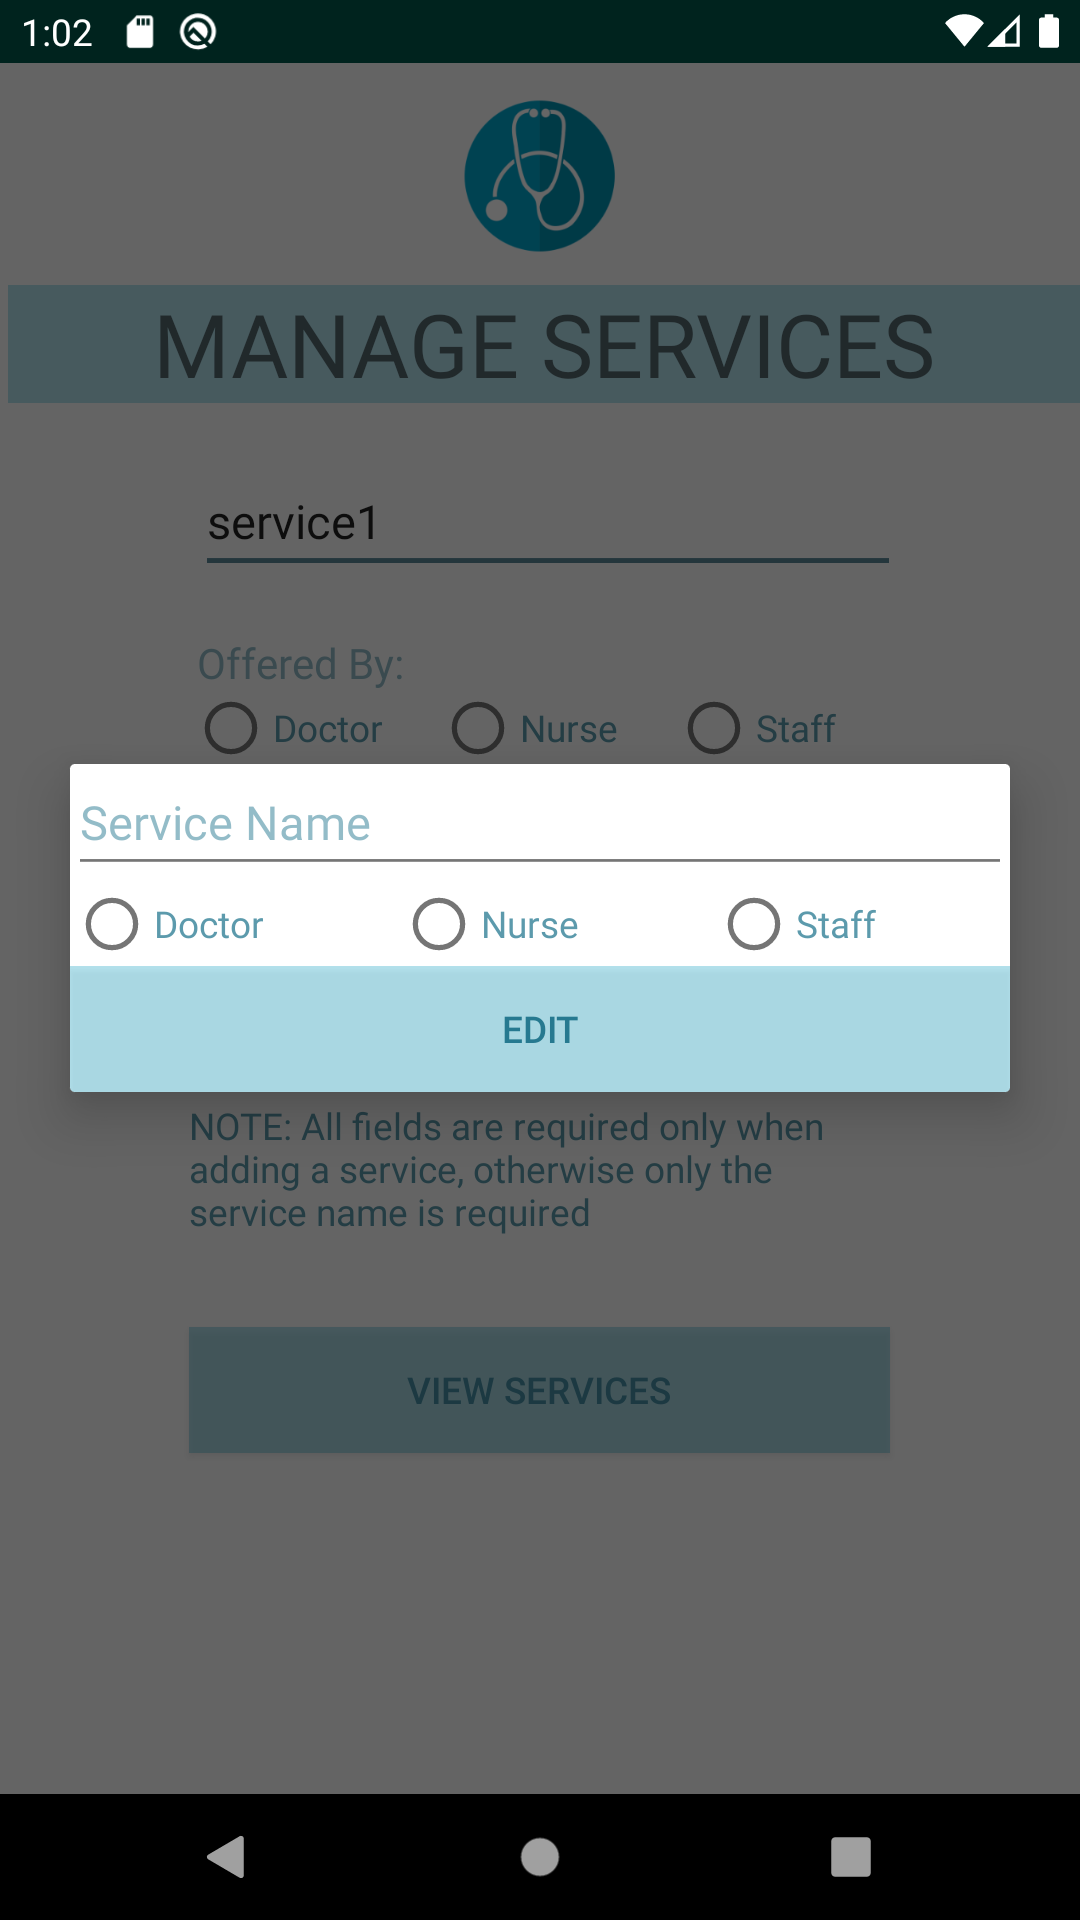 1:02
MANAGE SERVICES
service1
Offered By:
Doctor Nurse Staff
Service Name
Doctor Nurse Staff
EDIT
NOTE: All fields are required only when
adding a service, otherwise only the
service name is required
VIEW SERVICES